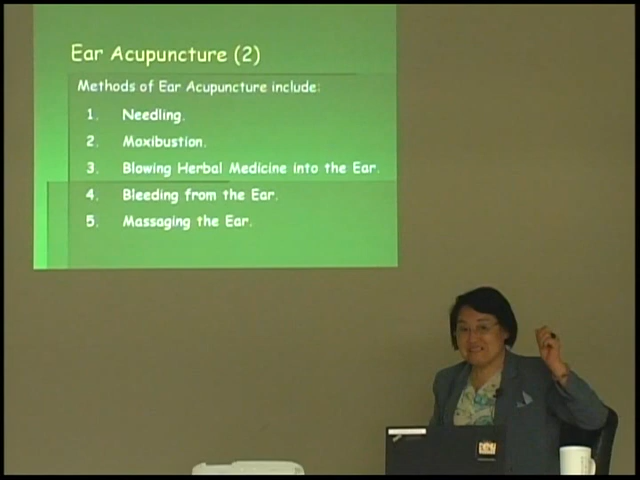 Ear Acupuncture (2)
Methods of Ear Acupuncture include:
1. Needling.
2. Moxibustion.
3. Blowing Herbal Medicine into the Ear.
4. Bleeding from the Ear.
5. Massaging the Ear.